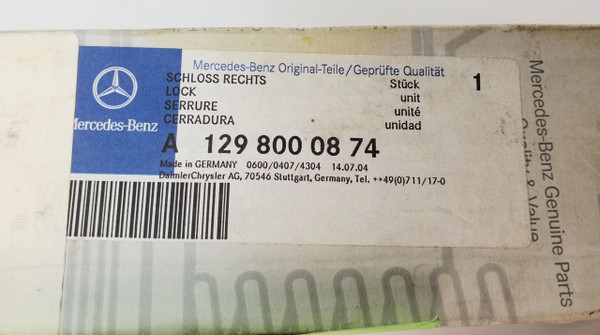 Mercedes-Benz Original-Teile/Geprüfte Qualität
SCHLOSS RECHTS Stück 1
LOCK unit
SERRURE unité
CERRADURA unidad
Mercedes-Benz
A 129 800 08 74
Made in GERMANY 0600/0407/4304 14.07.04
DaimlerChrysler AG, 70546 Stuttgart, Germany, Tel. ++49(0)711/17-0
Mercedes-Benz Genuine Parts
Quality & Value